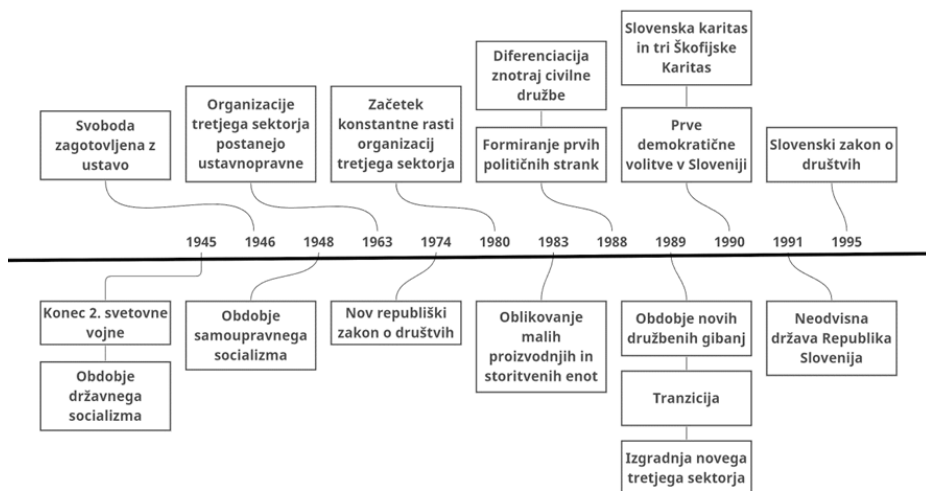 Svoboda
zagotovljena z
ustavo
Organizacije
tretjega sektorja
postanejo
ustavnopravne
Začetek
konstantne rasti
organizacij
tretjega sektorja
Diferenciacija
znotraj civilne
družbe
Formiranje prvih
političnih strank
Slovenska karitas
in tri Škofijske
Karitas
Prve
demokratične
volitve v Sloveniji
Slovenski zakon o
društvih
1945 1946 1948 1963 1974 1980 1983 1988 1989 1990 1991 1995
Konec 2. svetovne
vojne
Obdobje
državnega
socializma
Obdobje
samoupravnega
socializma
Nov republiški
zakon o društvih
Oblikovanje
malih
proizvodnjih in
storitvenih enot
Obdobje novih
družbenih gibanj
Tranzicija
Izgradnja novega
tretjega sektorja
Neodvisna
država Republika
Slovenija